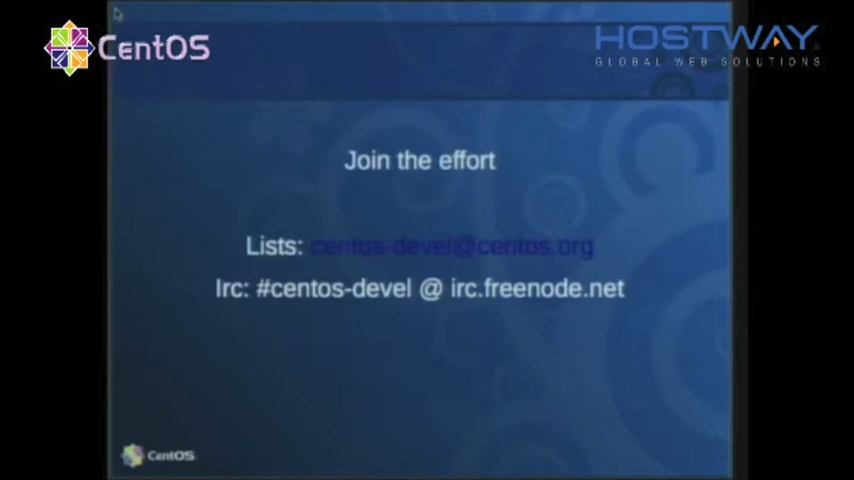 CentOS
HOSTWAY
GLOBAL WEB SOLUTIONS
Join the effort
Lists: centos-devel@centos.org
Irc: #centos-devel @ irc.freenode.net
CentOS